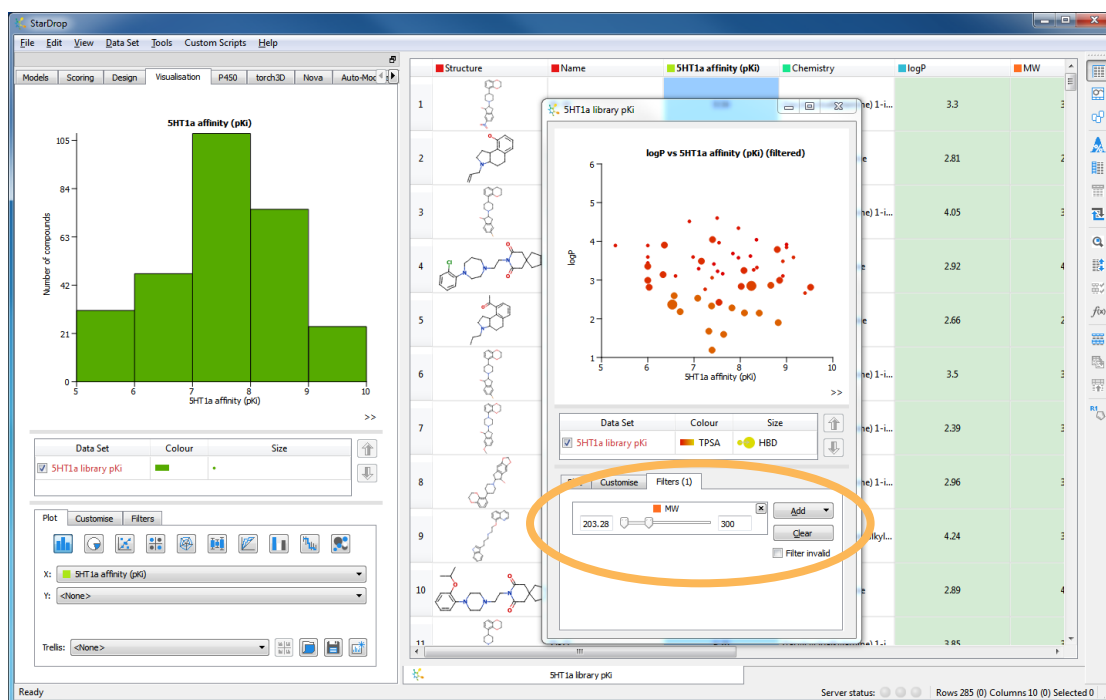 StarDrop
File Edit View Data Set Tools Custom Scripts Help
Models Scoring Design Visualisation P450 torch3D Nova
5HT1a affinity (pKi)
Number of compounds
105
84
63
42
21
0
5 6 7 8 9 10
5HT1a affinity (pKi)
>>
Data Set Colour Size
5HT1a library pKi
Plot Customise Filters
X: 5HT1a affinity (pKi)
Y: <None>
Trellis: <None>
Structure Name 5HT1a affinity (pKi) Chemistry logP MW
1 3.3
2 2.81
3 4.05
4 2.92
5 2.66
6 3.5
7 2.39
8 2.96
9 4.24
10 2.89
11 3.85
5HT1a library pKi
logP vs 5HT1a affinity (pKi) (filtered)
logP
6
5
4
3
2
1
5 6 7 8 9 10
5HT1a affinity (pKi)
>>
Data Set Colour Size
5HT1a library pKi TPSA HBD
Customise Filters (1)
MW
203.28 300
Add
Clear
Filter invalid
f(x)
R1
5HT1a library pKi
Ready
Server status: Rows 285 (0) Columns 10 (0) Selected 0